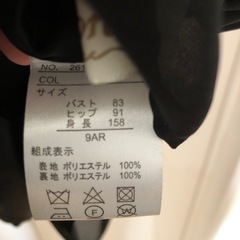 NO. 261
COL
サイズ
バスト 83
ヒップ 91
身長 158
9AR
組成表示
表地 ポリエステル 100%
裏地 ポリエステル 100%